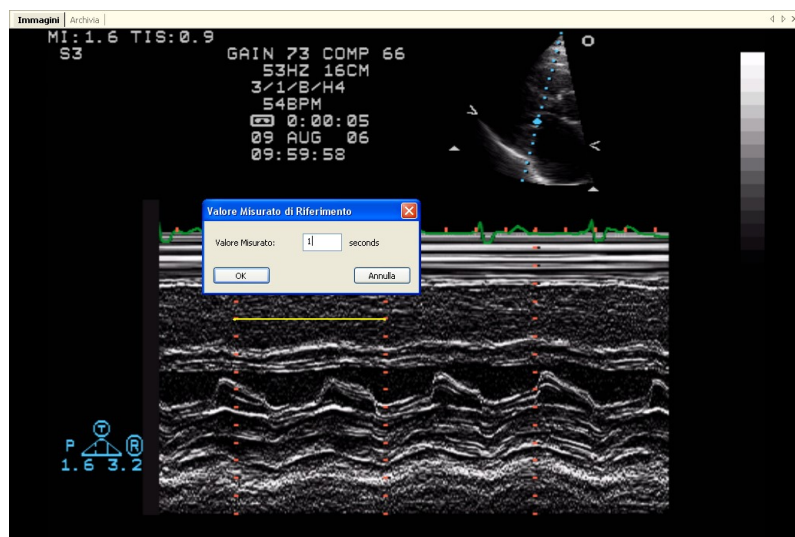 Immagini Archivia
MI:1.6 TIS:0.9
S3
GAIN 73 COMP 66
53HZ 16CM
3/1/B/H4
54BPM
0:00:05
09 AUG 06
09:59:58
Valore Misurato di Riferimento
Valore Misurato: 1 seconds
OK Annulla
T
P R
1.6 3.2